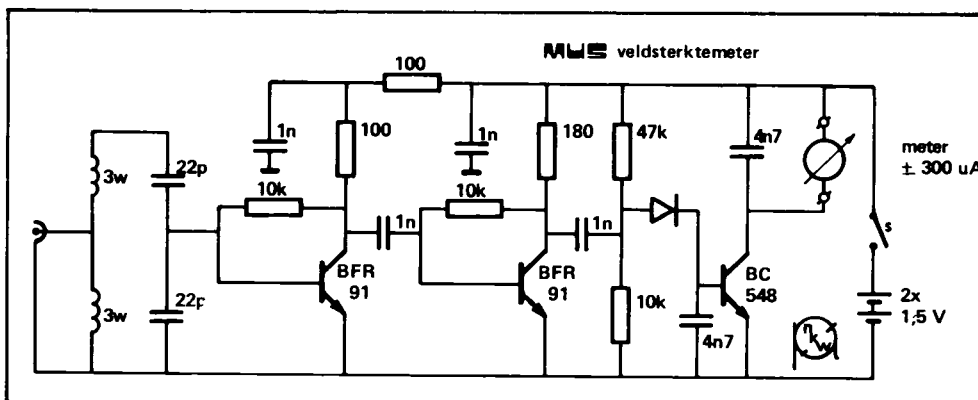 MUS veldsterktemeter
100
1n
100
1n
180
47k
4n7
meter
± 300 uA
3w
22p
10k
10k
1n
1n
s
BFR
91
BFR
91
BC
548
3w
22p
10k
4n7
2x
1,5 V